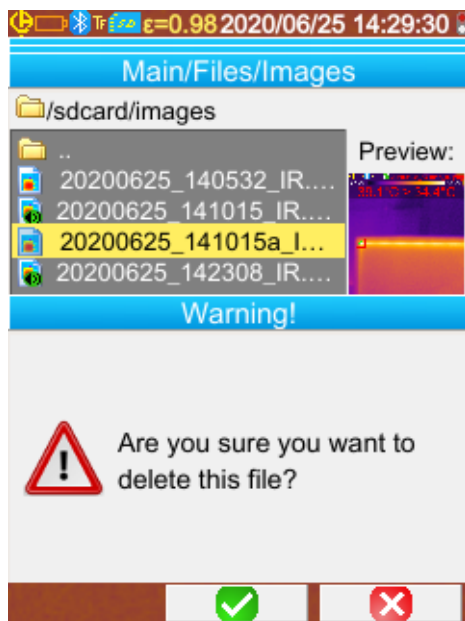 TF ε=0.98 2020/06/25 14:29:30
Main/Files/Images
/sdcard/images
..
Preview:
20200625_140532_IR....
20200625_141015_IR....
20200625_141015a_I...
20200625_142308_IR....
Warning!
Are you sure you want to
delete this file?